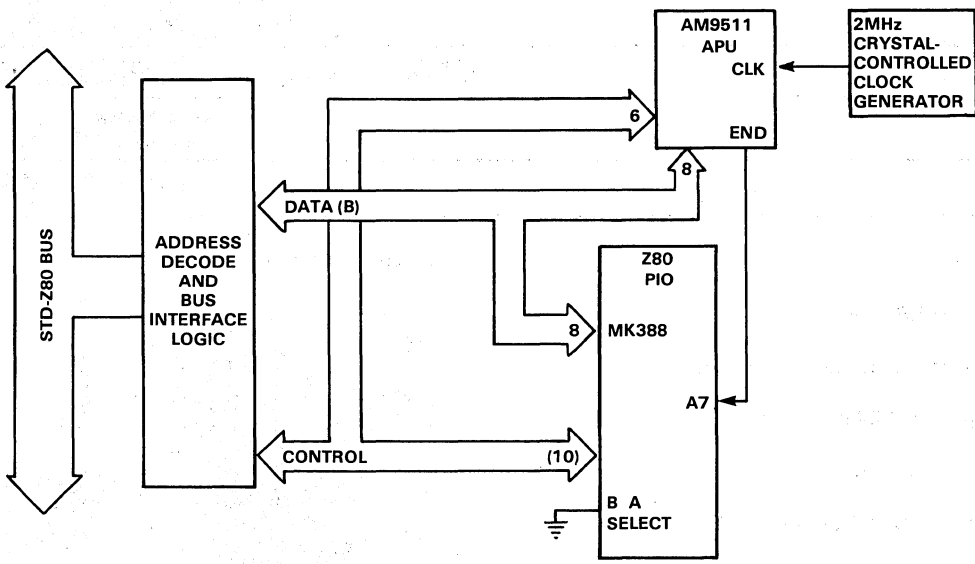 STD-Z80 BUS
ADDRESS
DECODE
AND
BUS
INTERFACE
LOGIC
DATA (B)
CONTROL
(10)
6
8
8
AM9511
APU
CLK
END
2MHz
CRYSTAL-
CONTROLLED
CLOCK
GENERATOR
Z80
PIO
MK388
A7
B A
SELECT